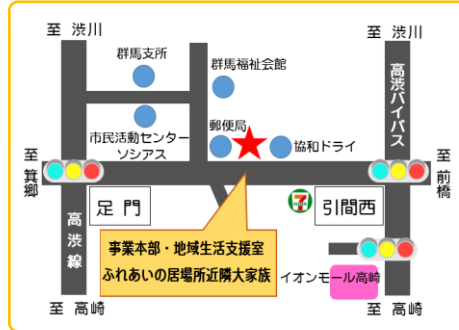 至 渋川
至 渋川
群馬支所
群馬福祉会館
高渋バイパス
市民活動センター
ソシアス
郵便局
協和ドライ
至 箕郷
至 前橋
足門
引間西
高渋線
事業本部・地域生活支援室
ふれあいの居場所近隣大家族
イオンモール高崎
至 高崎
至 高崎